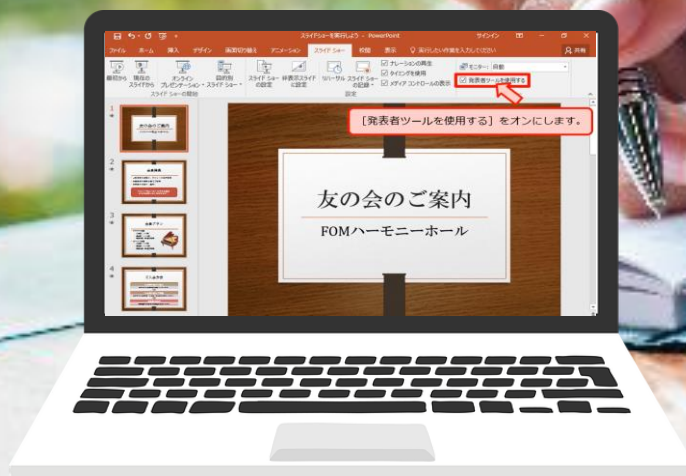 スライドショーを実行しよう - PowerPoint サインイン
ファイル ホーム 挿入 デザイン 画面切り替え アニメーション スライド ショー 校閲 表示 実行したい作業を入力してください 共有
最初から 現在の スライドから オンライン プレゼンテーション 目的別 スライド ショー スライド ショー の設定 非表示スライド に設定 リハーサル スライド ショー の記録
ナレーションの再生
タイミングを使用
メディア コントロールの表示
モニター: 自動
発表者ツールを使用する
スライド ショーの開始 設定
[発表者ツールを使用する] をオンにします。
1
友の会のご案内
2
3
4
友の会のご案内
FOMハーモニーホール